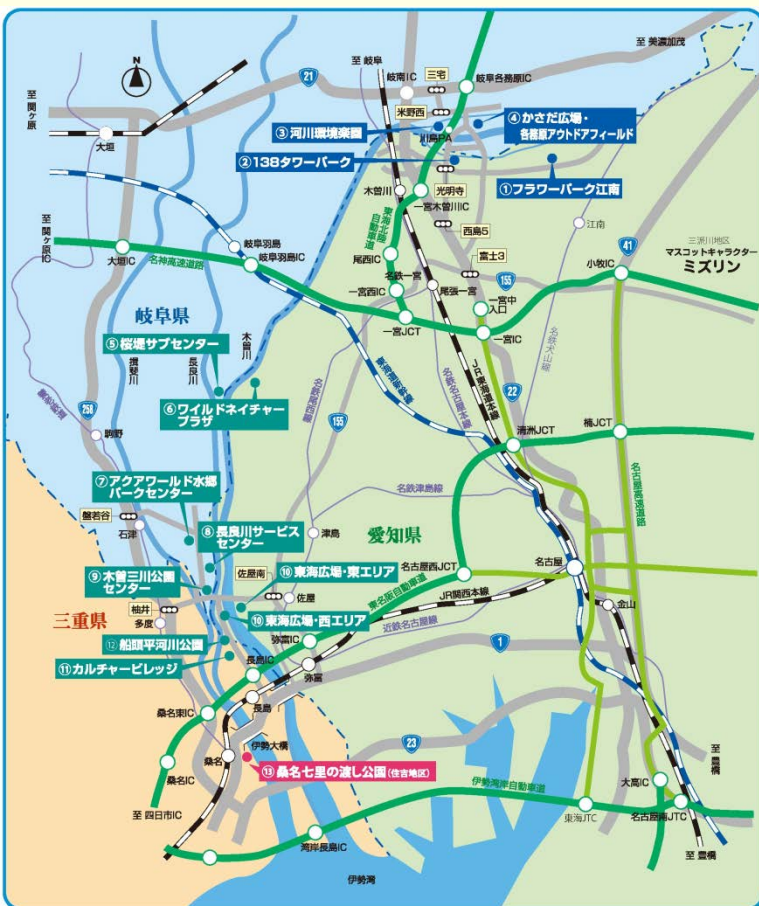 至 美濃加茂
N
至 岐阜
岐南IC
三宅
岐阜各務原IC
21
至 関ヶ原
大垣
米野西
④かさだ広場・
各務原アウトドアフィールド
③河川環境楽園
川島PA
②138タワーパーク
①フラワーパーク江南
木曽川
光明寺
一宮木曽川IC
東海北陸
自動車道
西島5
江南
41
至 関ヶ原IC
大垣IC
名神高速道路
岐阜羽島
岐阜羽島IC
尾西IC
富士3
小牧IC
三派川地区
マスコットキャラクター
ミズリン
名鉄一宮
一宮西IC
尾張一宮
155
一宮中
入口
一宮JCT
一宮IC
名鉄犬山線
岐阜県
木曽川
⑤桜堤サブセンター
揖斐川
長良川
東海道新幹線
JR東海道本線
22
⑥ワイルドネイチャー
プラザ
名鉄尾西線
名鉄名古屋本線
258
155
駒野
清洲JCT
楠JCT
⑦アクアワールド水郷
パークセンター
名鉄津島線
名古屋高速道路
盤若谷
石津
⑧長良川サービス
センター
津島
愛知県
名古屋西JCT
名古屋
⑨木曽三川公園
センター
佐屋南
⑩東海広場・東エリア
東名阪自動車道
JR関西本線
柚井
佐屋
金山
三重県
多度
⑩東海広場・西エリア
近鉄名古屋線
⑫船頭平河川公園
弥富IC
1
⑪カルチャービレッジ
長島IC
弥富
桑名東IC
長島
伊勢大橋
23
桑名
⑬桑名七里の渡し公園(住吉地区)
至 豊橋
桑名IC
大高IC
伊勢湾岸自動車道
至 四日市IC
東海JTC
名古屋南JTC
湾岸長島IC
至 豊橋
伊勢湾